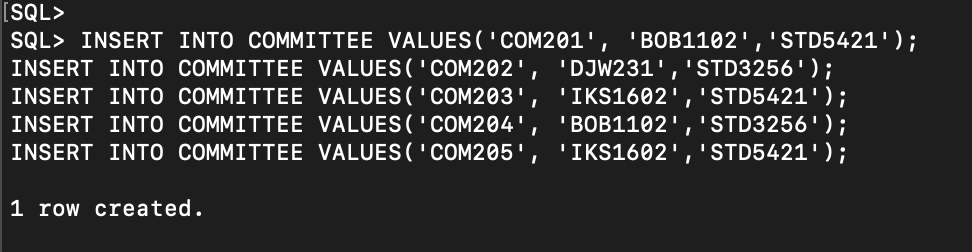 [SQL>
SQL> INSERT INTO COMMITTEE VALUES('COM201', 'BOB1102','STD5421');
INSERT INTO COMMITTEE VALUES('COM202', 'DJW231','STD3256');
INSERT INTO COMMITTEE VALUES('COM203', 'IKS1602','STD5421');
INSERT INTO COMMITTEE VALUES('COM204', 'BOB1102','STD3256');
INSERT INTO COMMITTEE VALUES('COM205', 'IKS1602','STD5421');
1 row created.